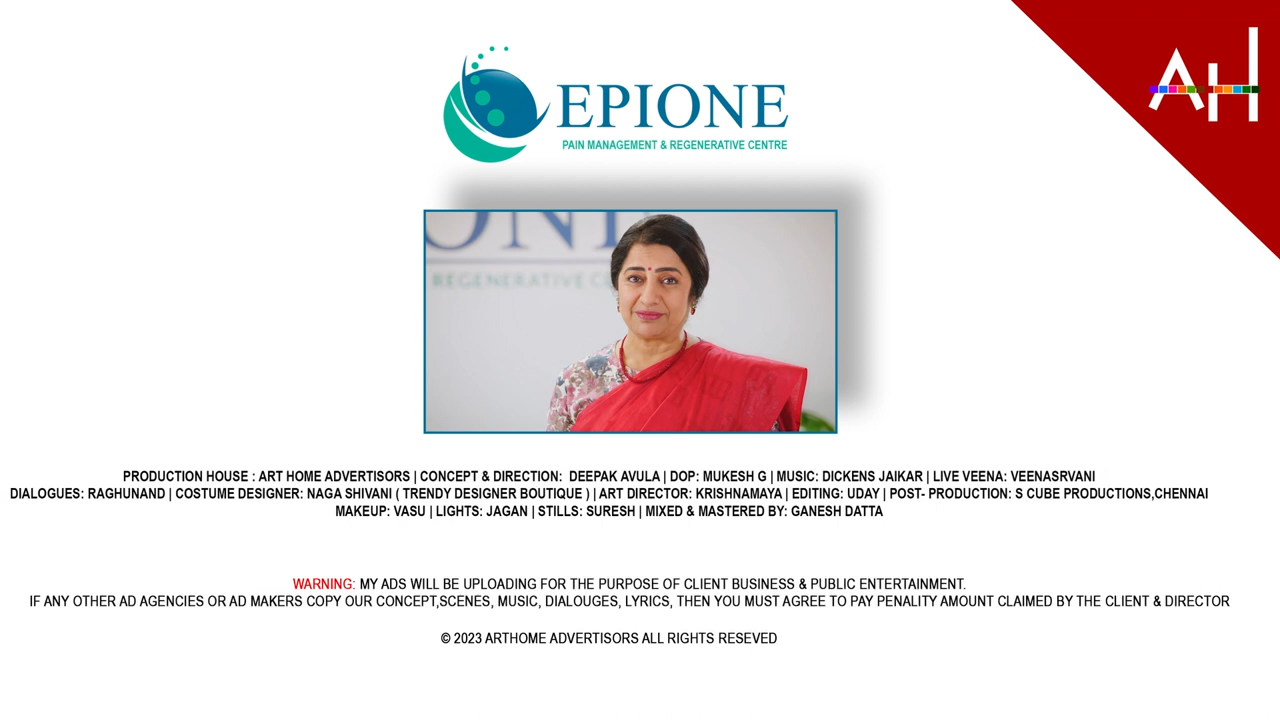 AH
EPIONE
PAIN MANAGEMENT & REGENERATIVE CENTRE
REGENERATIVE
PRODUCTION HOUSE : ART HOME ADVERTISORS | CONCEPT & DIRECTION:  DEEPAK AVULA | DOP: MUKESH G | MUSIC: DICKENS JAIKAR | LIVE VEENA: VEENASRVANI
DIALOGUES: RAGHUNAND | COSTUME DESIGNER: NAGA SHIVANI ( TRENDY DESIGNER BOUTIQUE ) | ART DIRECTOR: KRISHNAMAYA | EDITING: UDAY | POST- PRODUCTION: S CUBE PRODUCTIONS,CHENNAI
MAKEUP: VASU | LIGHTS: JAGAN | STILLS: SURESH | MIXED & MASTERED BY: GANESH DATTA
WARNING: MY ADS WILL BE UPLOADING FOR THE PURPOSE OF CLIENT BUSINESS & PUBLIC ENTERTAINMENT.
IF ANY OTHER AD AGENCIES OR AD MAKERS COPY OUR CONCEPT,SCENES, MUSIC, DIALOUGES, LYRICS, THEN YOU MUST AGREE TO PAY PENALITY AMOUNT CLAIMED BY THE CLIENT & DIRECTOR
© 2023 ARTHOME ADVERTISORS ALL RIGHTS RESEVED